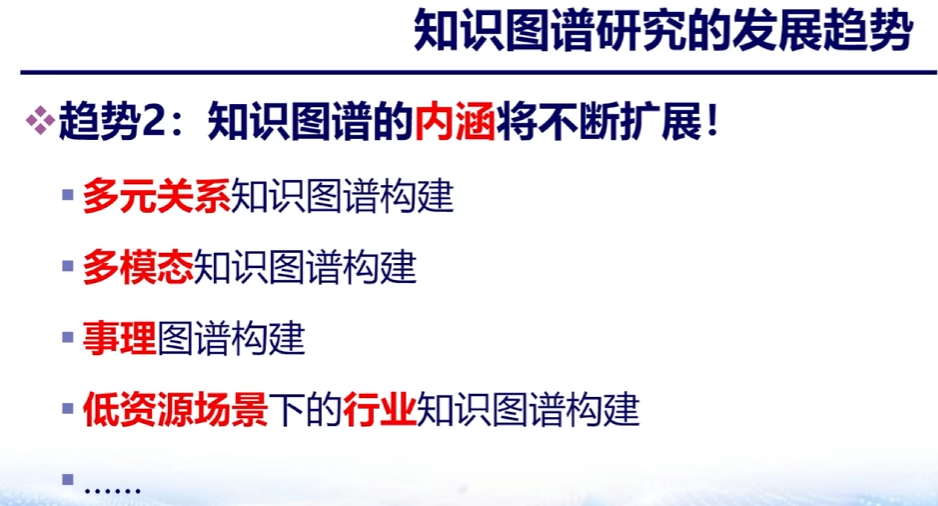 知识图谱研究的发展趋势
趋势2：知识图谱的内涵将不断扩展！
多元关系知识图谱构建
多模态知识图谱构建
事理图谱构建
低资源场景下的行业知识图谱构建
……